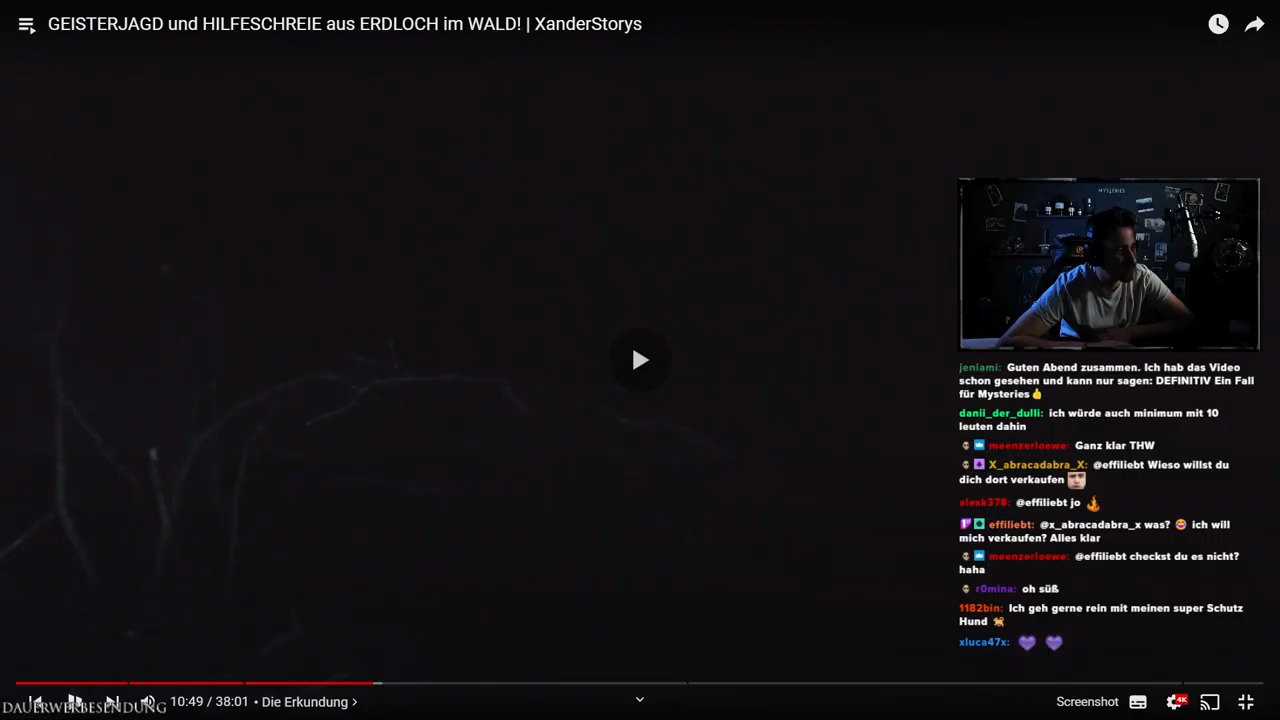 GEISTERJAGD und HILFESCHREIE aus ERDLOCH im WALD! | XanderStorys
MYSTERIES
jenlami: Guten Abend zusammen. Ich hab das Video
schon gesehen und kann nur sagen: DEFINITIV Ein Fall
für Mysteries👍
danii_der_dulli: ich würde auch minimum mit 10
leuten dahin
meenzerloewe: Ganz klar THW
X_abracadabra_X: @effiliebt Wieso willst du
dich dort verkaufen
alexk378: @effiliebt jo 🔥
effiliebt: @x_abracadabra_x was? 😂 ich will
mich verkaufen? Alles klar
meenzerloewe: @effiliebt checkst du es nicht?
haha
r0mina: oh süß
1182bin: Ich geh gerne rein mit meinen super Schutz
Hund 🐕
xluca47x: 💜 💜
10:49 / 38:01 • Die Erkundung ›
Screenshot
4K
DAUERWERBESENDUNG